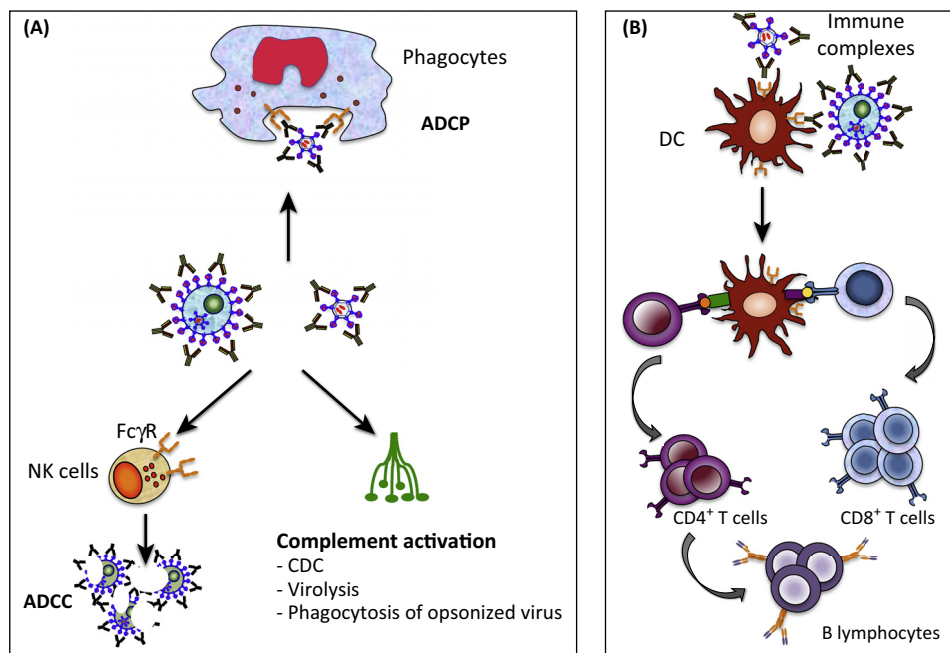 (A)
Phagocytes
ADCP
FcγR
NK cells
ADCC
Complement activation
- CDC
- Virolysis
- Phagocytosis of opsonized virus
(B)
Immune
complexes
DC
CD4⁺ T cells
CD8⁺ T cells
B lymphocytes